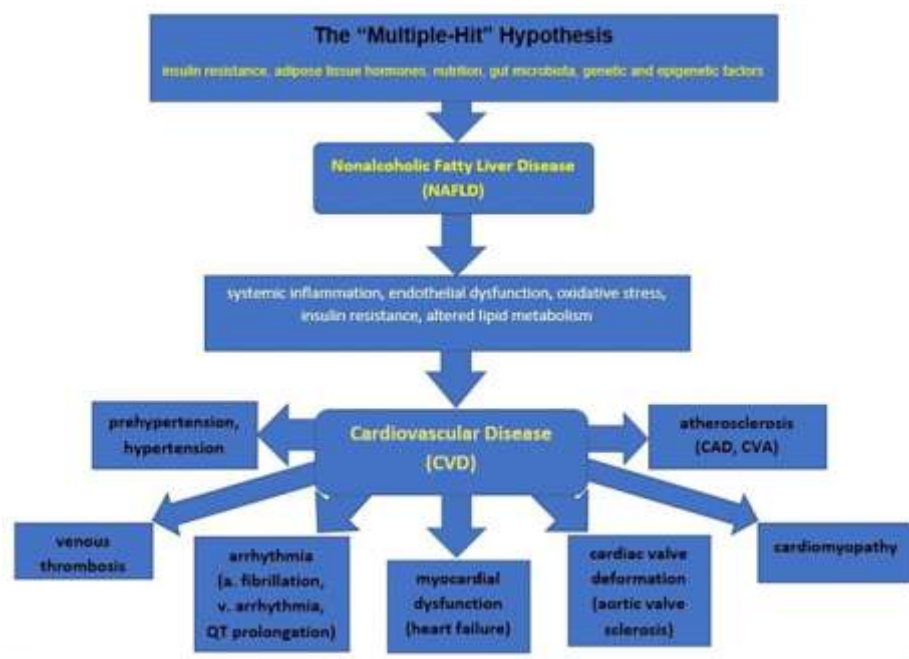 The “Multiple-Hit” Hypothesis
insulin resistance, adipose tissue hormones, nutrition, gut microbiota, genetic and epigenetic factors
Nonalcoholic Fatty Liver Disease
(NAFLD)
systemic inflammation, endothelial dysfunction, oxidative stress,
insulin resistance, altered lipid metabolism
prehypertension,
hypertension
Cardiovascular Disease
(CVD)
atherosclerosis
(CAD, CVA)
venous
thrombosis
arrhythmia
(a. fibrillation,
v. arrhythmia,
QT prolongation)
myocardial
dysfunction
(heart failure)
cardiac valve
deformation
(aortic valve
sclerosis)
cardiomyopathy